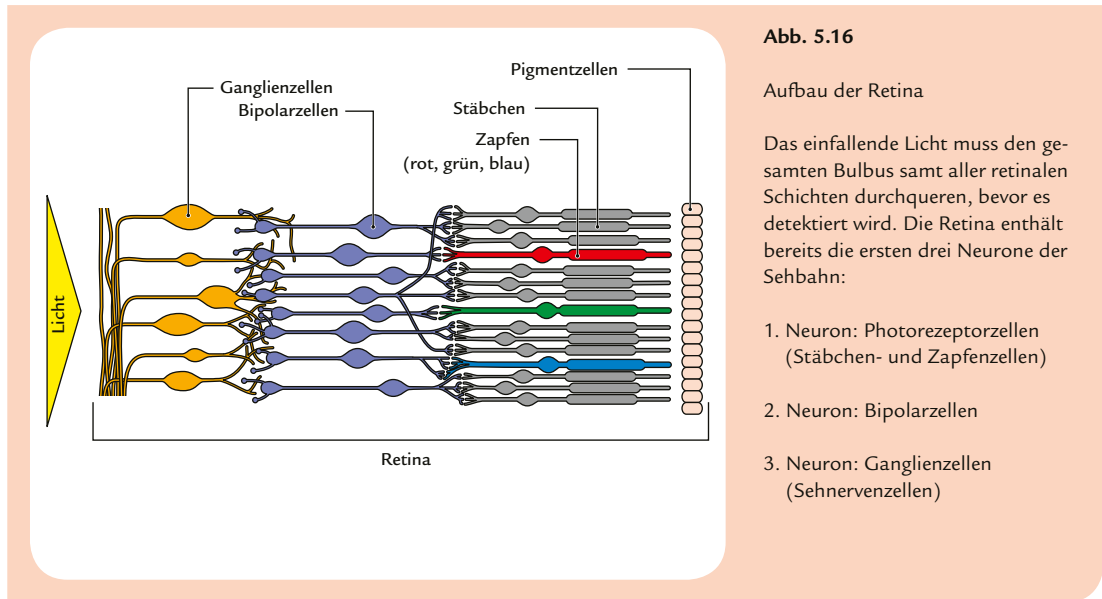 Pigmentzellen
Ganglienzellen
Bipolarzellen
Stäbchen
Zapfen
(rot, grün, blau)
Licht
Retina
Abb. 5.16
Aufbau der Retina
Das einfallende Licht muss den ge-
samten Bulbus samt aller retinalen
Schichten durchqueren, bevor es
detektiert wird. Die Retina enthält
bereits die ersten drei Neurone der
Sehbahn:
1. Neuron: Photorezeptorzellen
(Stäbchen- und Zapfenzellen)
2. Neuron: Bipolarzellen
3. Neuron: Ganglienzellen
(Sehnervenzellen)